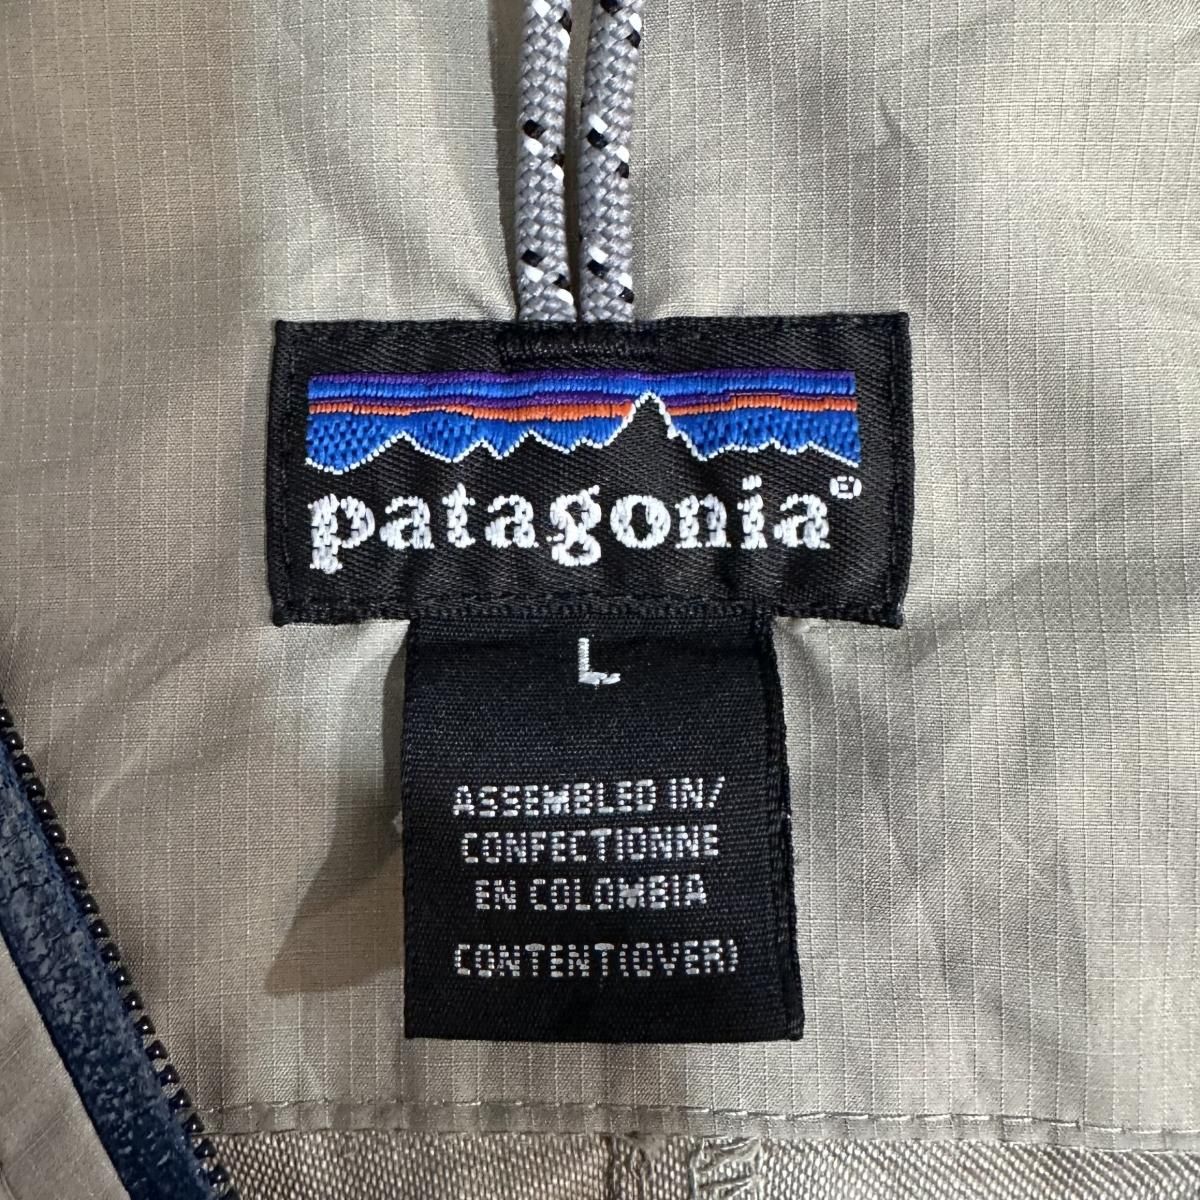 patagonia®
L
ASSEMBLED IN/
CONFECTIONNE
EN COLOMBIA
CONTENT(OVER)